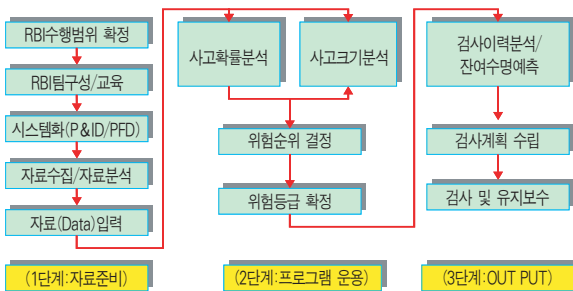 RBI수행범위 확정
RBI팀구성/교육
시스템화(P&ID/PFD)
자료수집/자료분석
자료(Data)입력
(1단계:자료준비)
사고확률분석
사고크기분석
위험순위 결정
위험등급 확정
(2단계:프로그램 운용)
검사이력분석/
잔여수명예측
검사계획 수립
검사 및 유지보수
(3단계:OUT PUT)